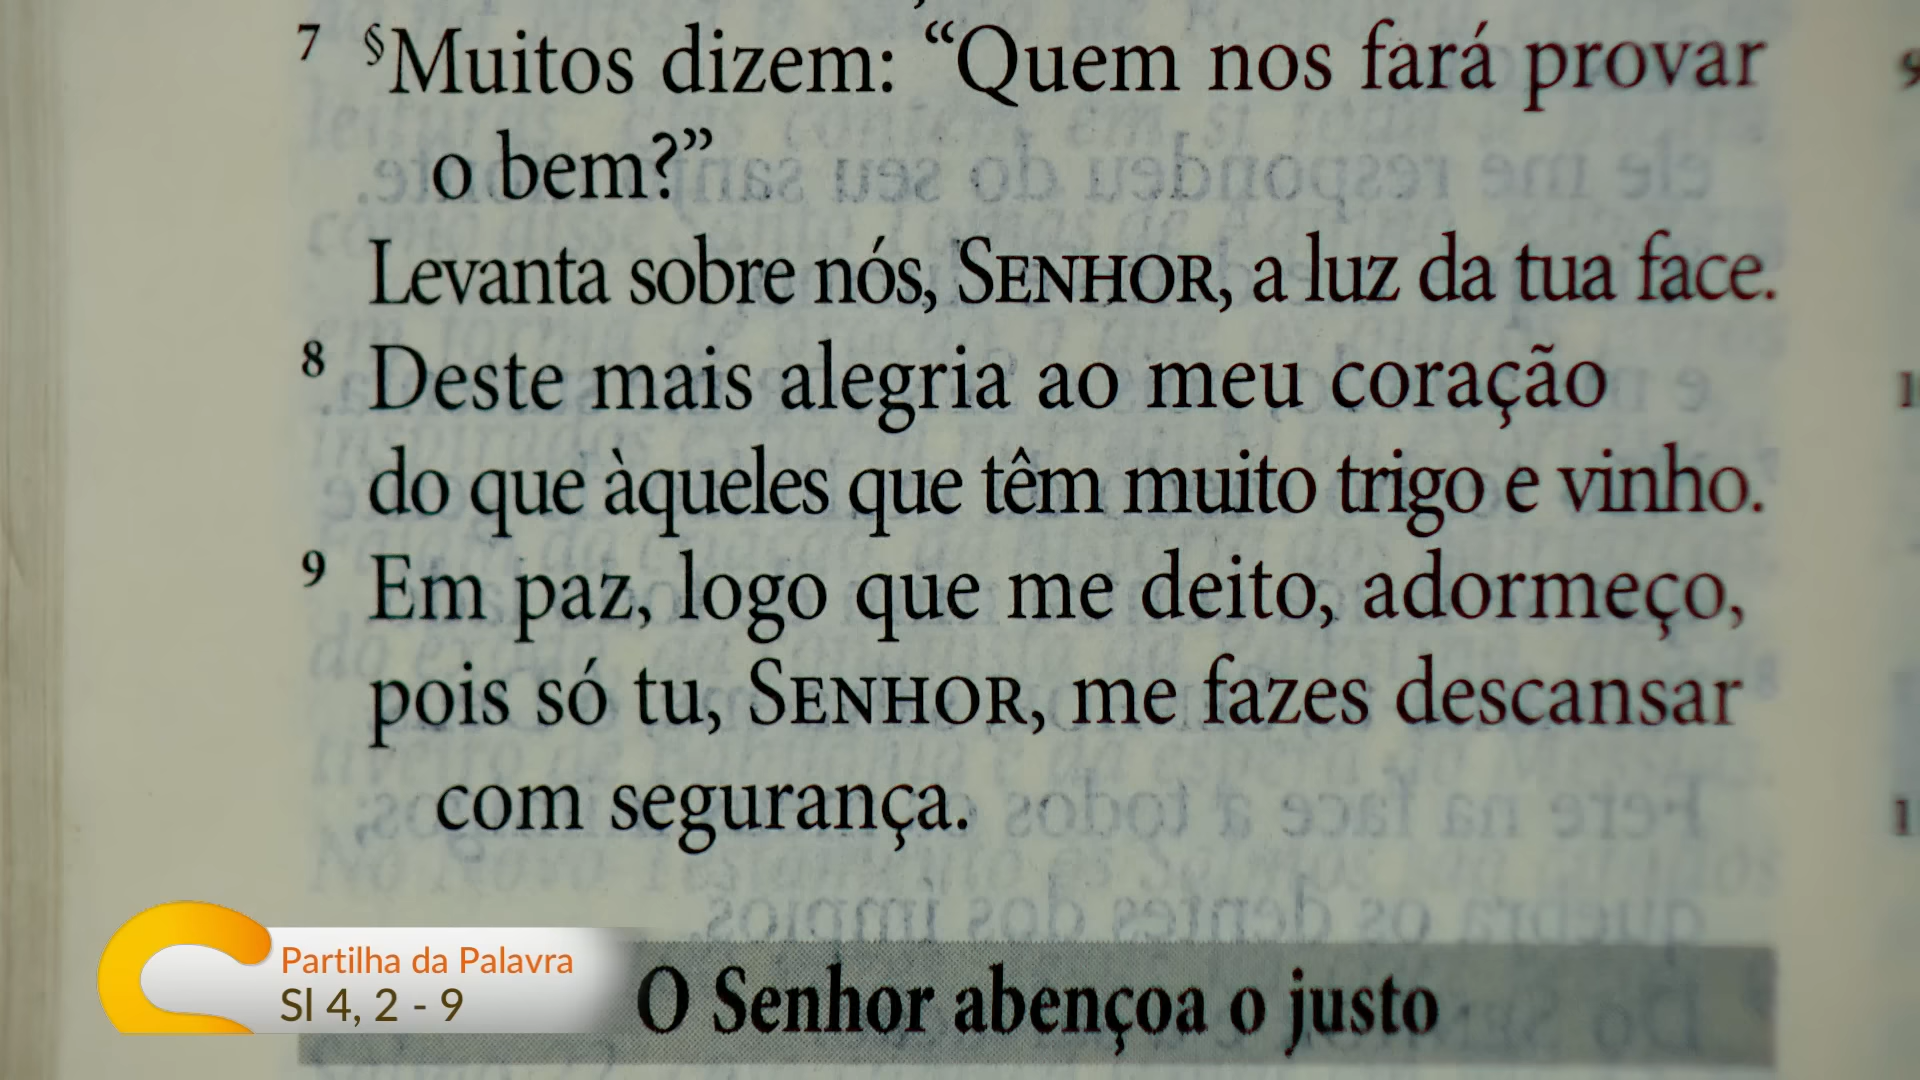 7 §Muitos dizem: “Quem nos fará provar
o bem?”
Levanta sobre nós, SENHOR, a luz da tua face.
8 Deste mais alegria ao meu coração
do que àqueles que têm muito trigo e vinho.
9 Em paz, logo que me deito, adormeço,
pois só tu, SENHOR, me fazes descansar
com segurança.
O Senhor abençoa o justo
Partilha da Palavra
Sl 4, 2 - 9